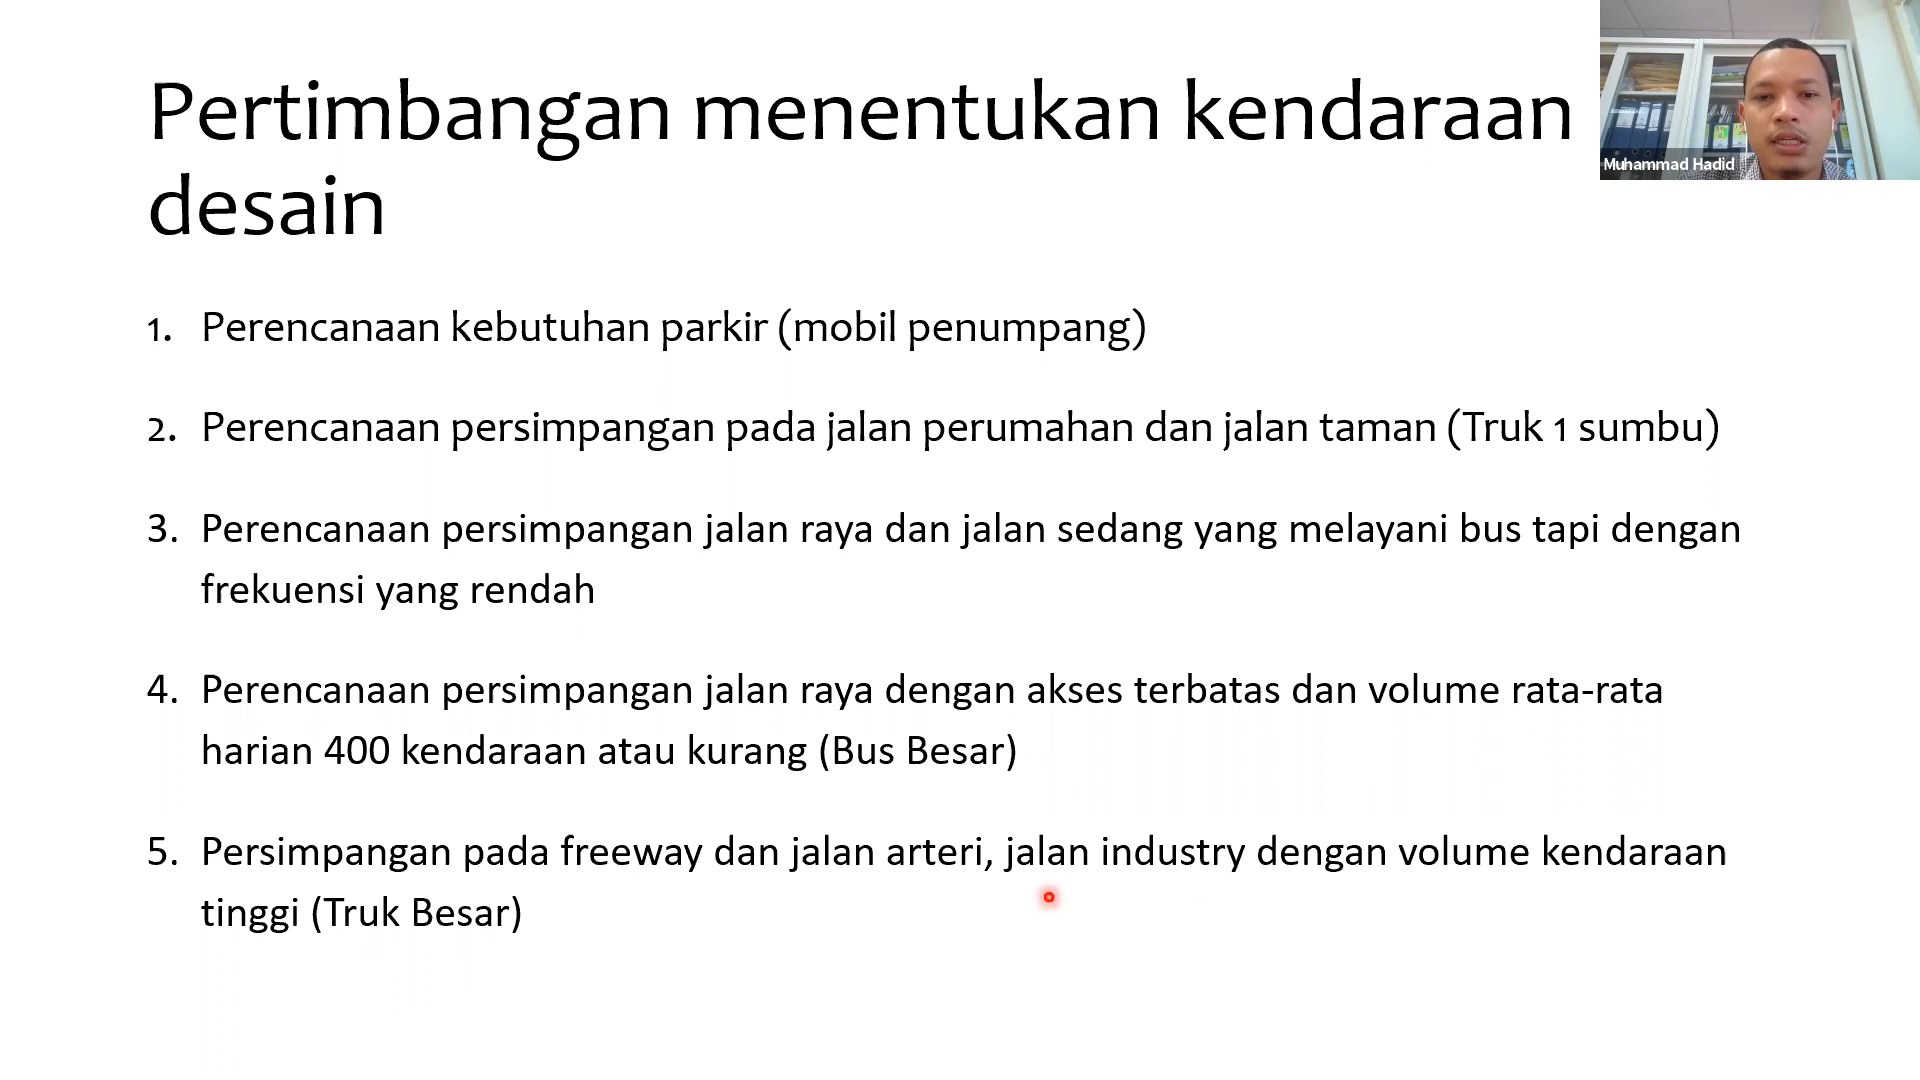 Pertimbangan menentukan kendaraan
desain
Muhammad Hadid
1. Perencanaan kebutuhan parkir (mobil penumpang)
2. Perencanaan persimpangan pada jalan perumahan dan jalan taman (Truk 1 sumbu)
3. Perencanaan persimpangan jalan raya dan jalan sedang yang melayani bus tapi dengan
frekuensi yang rendah
4. Perencanaan persimpangan jalan raya dengan akses terbatas dan volume rata-rata
harian 400 kendaraan atau kurang (Bus Besar)
5. Persimpangan pada freeway dan jalan arteri, jalan industry dengan volume kendaraan
tinggi (Truk Besar)